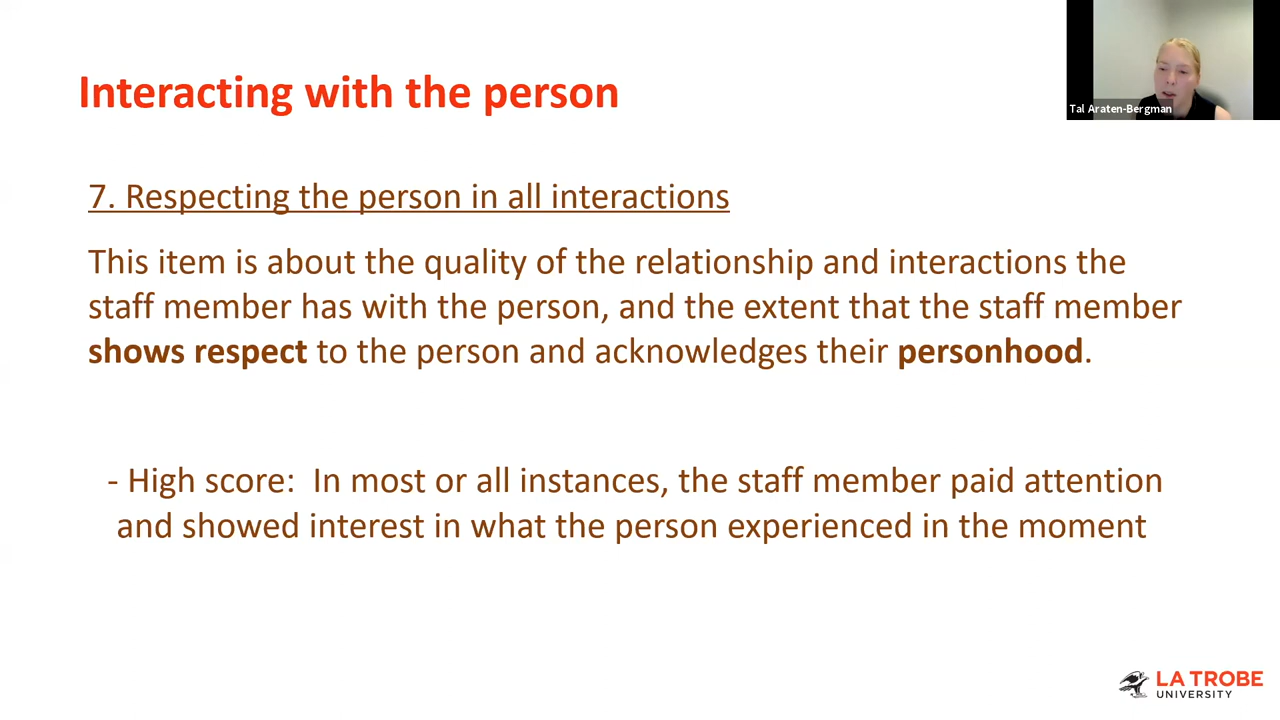 Interacting with the person
Tal Araten-Bergman
7. Respecting the person in all interactions
This item is about the quality of the relationship and interactions the
staff member has with the person, and the extent that the staff member
shows respect to the person and acknowledges their personhood.
- High score:  In most or all instances, the staff member paid attention
and showed interest in what the person experienced in the moment
LA TROBE
UNIVERSITY